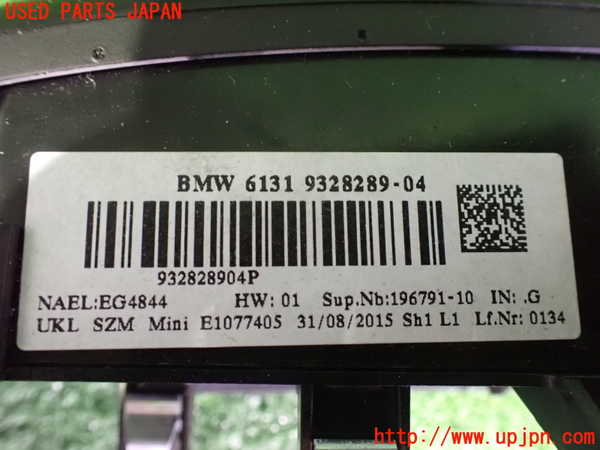 USED PARTS JAPAN
BMW 6131 9328289-04
932828904P
NAEL:EG4844 HW: 01 Sup.Nb:196791-10 IN: .G
UKL SZM Mini E1077405 31/08/2015 Sh1 L1 Lf.Nr: 0134
http://www.upjpn.com/